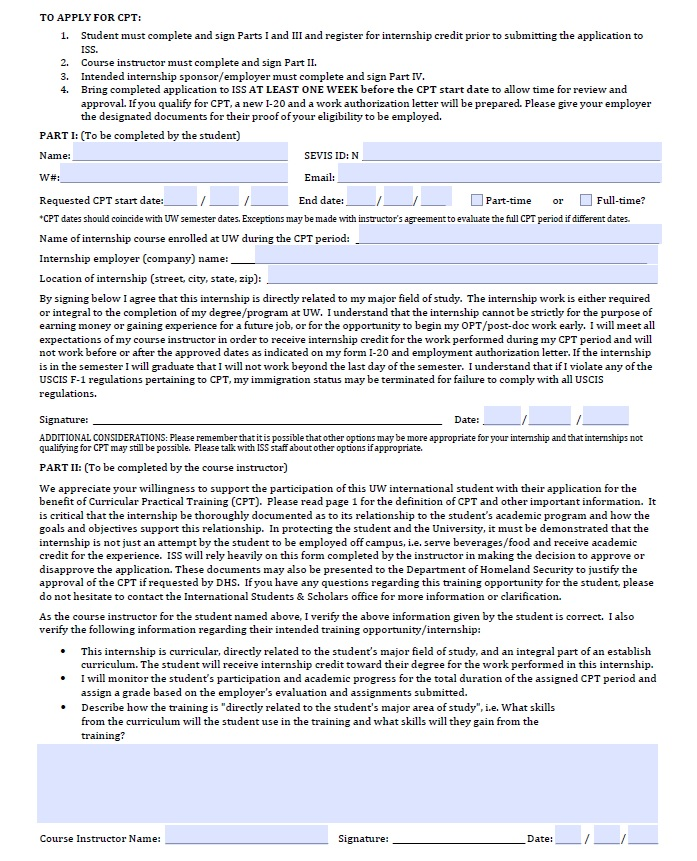 TO APPLY FOR CPT:
1. Student must complete and sign Parts I and III and register for internship credit prior to submitting the application to
ISS.
2. Course instructor must complete and sign Part II.
3. Intended internship sponsor/employer must complete and sign Part IV.
4. Bring completed application to ISS AT LEAST ONE WEEK before the CPT start date to allow time for review and
approval. If you qualify for CPT, a new I-20 and a work authorization letter will be prepared. Please give your employer
the designated documents for their proof of your eligibility to be employed.
PART I: (To be completed by the student)
Name: SEVIS ID: N
W#: Email:
Requested CPT start date: / / End date: / / Part-time or Full-time?
*CPT dates should coincide with UW semester dates. Exceptions may be made with instructor's agreement to evaluate the full CPT period if different dates.
Name of internship course enrolled at UW during the CPT period:
Internship employer (company) name: ____
Location of internship (street, city, state, zip):
By signing below I agree that this internship is directly related to my major field of study. The internship work is either required
or integral to the completion of my degree/program at UW. I understand that the internship cannot be strictly for the purpose of
earning money or gaining experience for a future job, or for the opportunity to begin my OPT/post-doc work early. I will meet all
expectations of my course instructor in order to receive internship credit for the work performed during my CPT period and will
not work before or after the approved dates as indicated on my form I-20 and employment authorization letter. If the internship
is in the semester I will graduate that I will not work beyond the last day of the semester. I understand that if I violate any of the
USCIS F-1 regulations pertaining to CPT, my immigration status may be terminated for failure to comply with all USCIS
regulations.
Signature: ____ Date: / /
ADDITIONAL CONSIDERATIONS: Please remember that it is possible that other options may be more appropriate for your internship and that internships not
qualifying for CPT may still be possible. Please talk with ISS staff about other options if appropriate.
PART II: (To be completed by the course instructor)
We appreciate your willingness to support the participation of this UW international student with their application for the
benefit of Curricular Practical Training (CPT). Please read page 1 for the definition of CPT and other important information. It
is critical that the internship be thoroughly documented as to its relationship to the student's academic program and how the
goals and objectives support this relationship. In protecting the student and the University, it must be demonstrated that the
internship is not just an attempt by the student to be employed off campus, i.e. serve beverages/food and receive academic
credit for the experience. ISS will rely heavily on this form completed by the instructor in making the decision to approve or
disapprove the application. These documents may also be presented to the Department of Homeland Security to justify the
approval of the CPT if requested by DHS. If you have any questions regarding this training opportunity for the student, please
do not hesitate to contact the International Students & Scholars office for more information or clarification.
As the course instructor for the student named above, I verify the above information given by the student is correct. I also
verify the following information regarding their intended training opportunity/internship:
• This internship is curricular, directly related to the student's major field of study, and an integral part of an establish
curriculum. The student will receive internship credit toward their degree for the work performed in this internship.
• I will monitor the student's participation and academic progress for the total duration of the assigned CPT period and
assign a grade based on the employer's evaluation and assignments submitted.
• Describe how the training is "directly related to the student's major area of study", i.e. What skills
from the curriculum will the student use in the training and what skills will they gain from the
training?
Course Instructor Name: Signature: ____ Date: / /